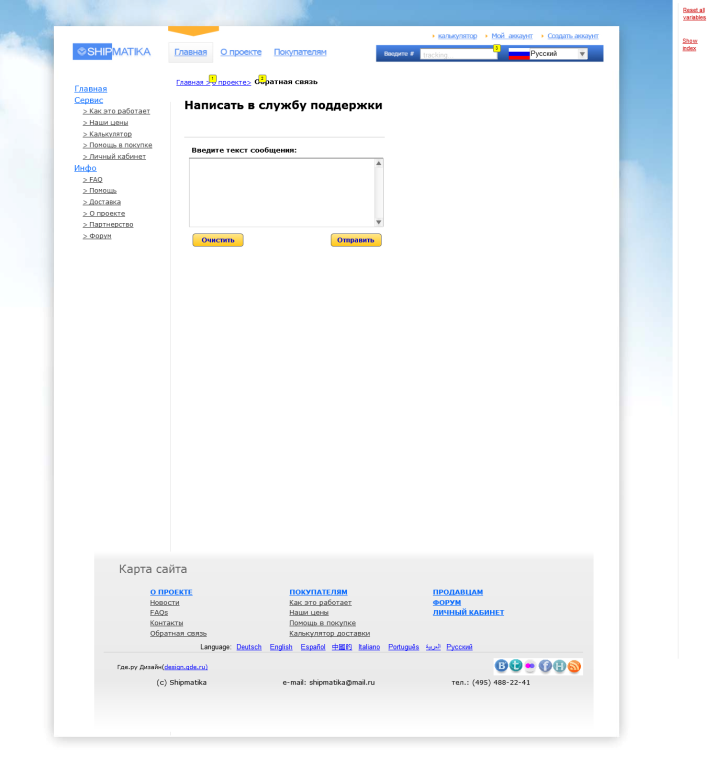 Reset all variables
Show index
калькулятор Мой аккаунт Создать аккаунт
SHIPMATIKA
Главная О проекте Покупателям
Введите # tracking Русский
Главная > О проекте > Обратная связь
1 2 3
Главная
Сервис
> Как это работает
> Наши цены
> Калькулятор
> Помощь в покупке
> Личный кабинет
Инфо
> FAQ
> Помощь
> Доставка
> О проекте
> Партнерство
> Форум
Написать в службу поддержки
Введите текст сообщения:
Очистить Отправить
Карта сайта
О ПРОЕКТЕ
Новости
FAQs
Контакты
Обратная связь
ПОКУПАТЕЛЯМ
Как это работает
Наши цены
Помощь в покупке
Калькулятор доставки
ПРОДАВЦАМ
ФОРУМ
ЛИЧНЫЙ КАБИНЕТ
Language: Deutsch English Español 中國的 Italiano Português العربية Русский
Где.ру Дизайн(design.gde.ru)
(c) Shipmatika e-mail: shipmatika@mail.ru тел.: (495) 488-22-41